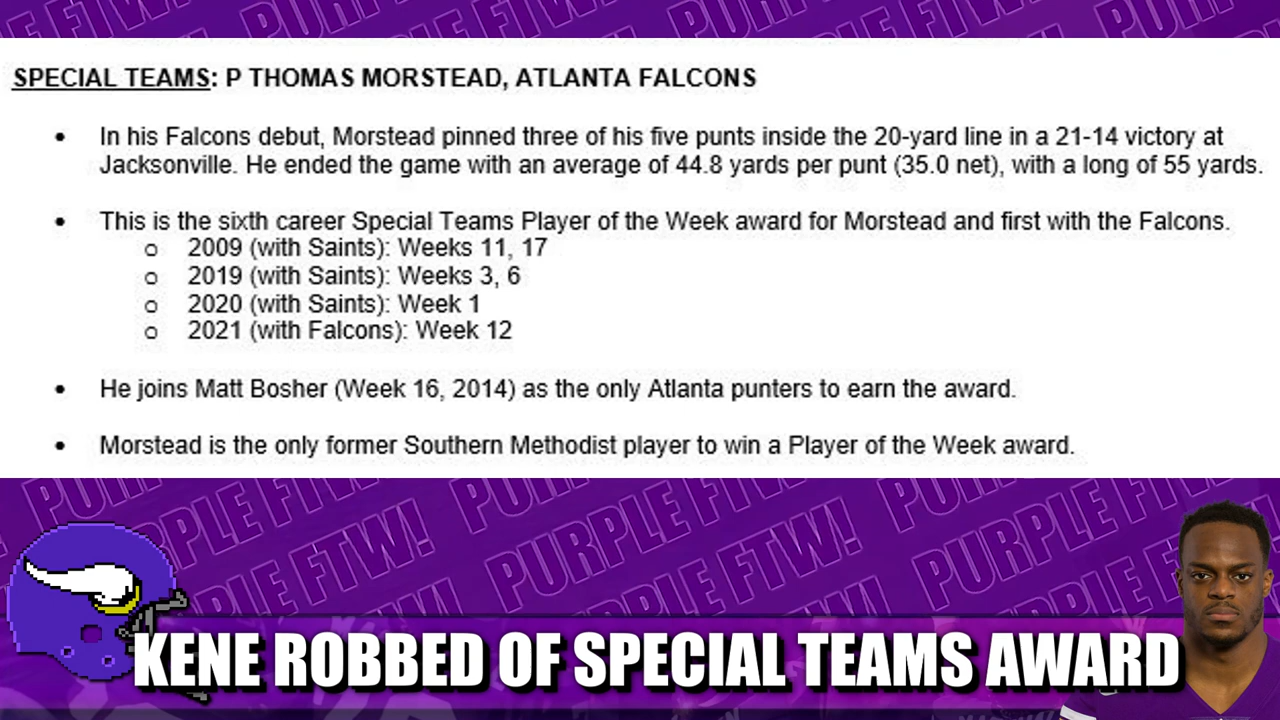 SPECIAL TEAMS: P THOMAS MORSTEAD, ATLANTA FALCONS
• In his Falcons debut, Morstead pinned three of his five punts inside the 20-yard line in a 21-14 victory at
Jacksonville. He ended the game with an average of 44.8 yards per punt (35.0 net), with a long of 55 yards.
• This is the sixth career Special Teams Player of the Week award for Morstead and first with the Falcons.
o 2009 (with Saints): Weeks 11, 17
o 2019 (with Saints): Weeks 3, 6
o 2020 (with Saints): Week 1
o 2021 (with Falcons): Week 12
• He joins Matt Bosher (Week 16, 2014) as the only Atlanta punters to earn the award.
• Morstead is the only former Southern Methodist player to win a Player of the Week award.
PURPLE FTW!
PURPLE FTW!
PURPLE FTW!
KENE ROBBED OF SPECIAL TEAMS AWARD